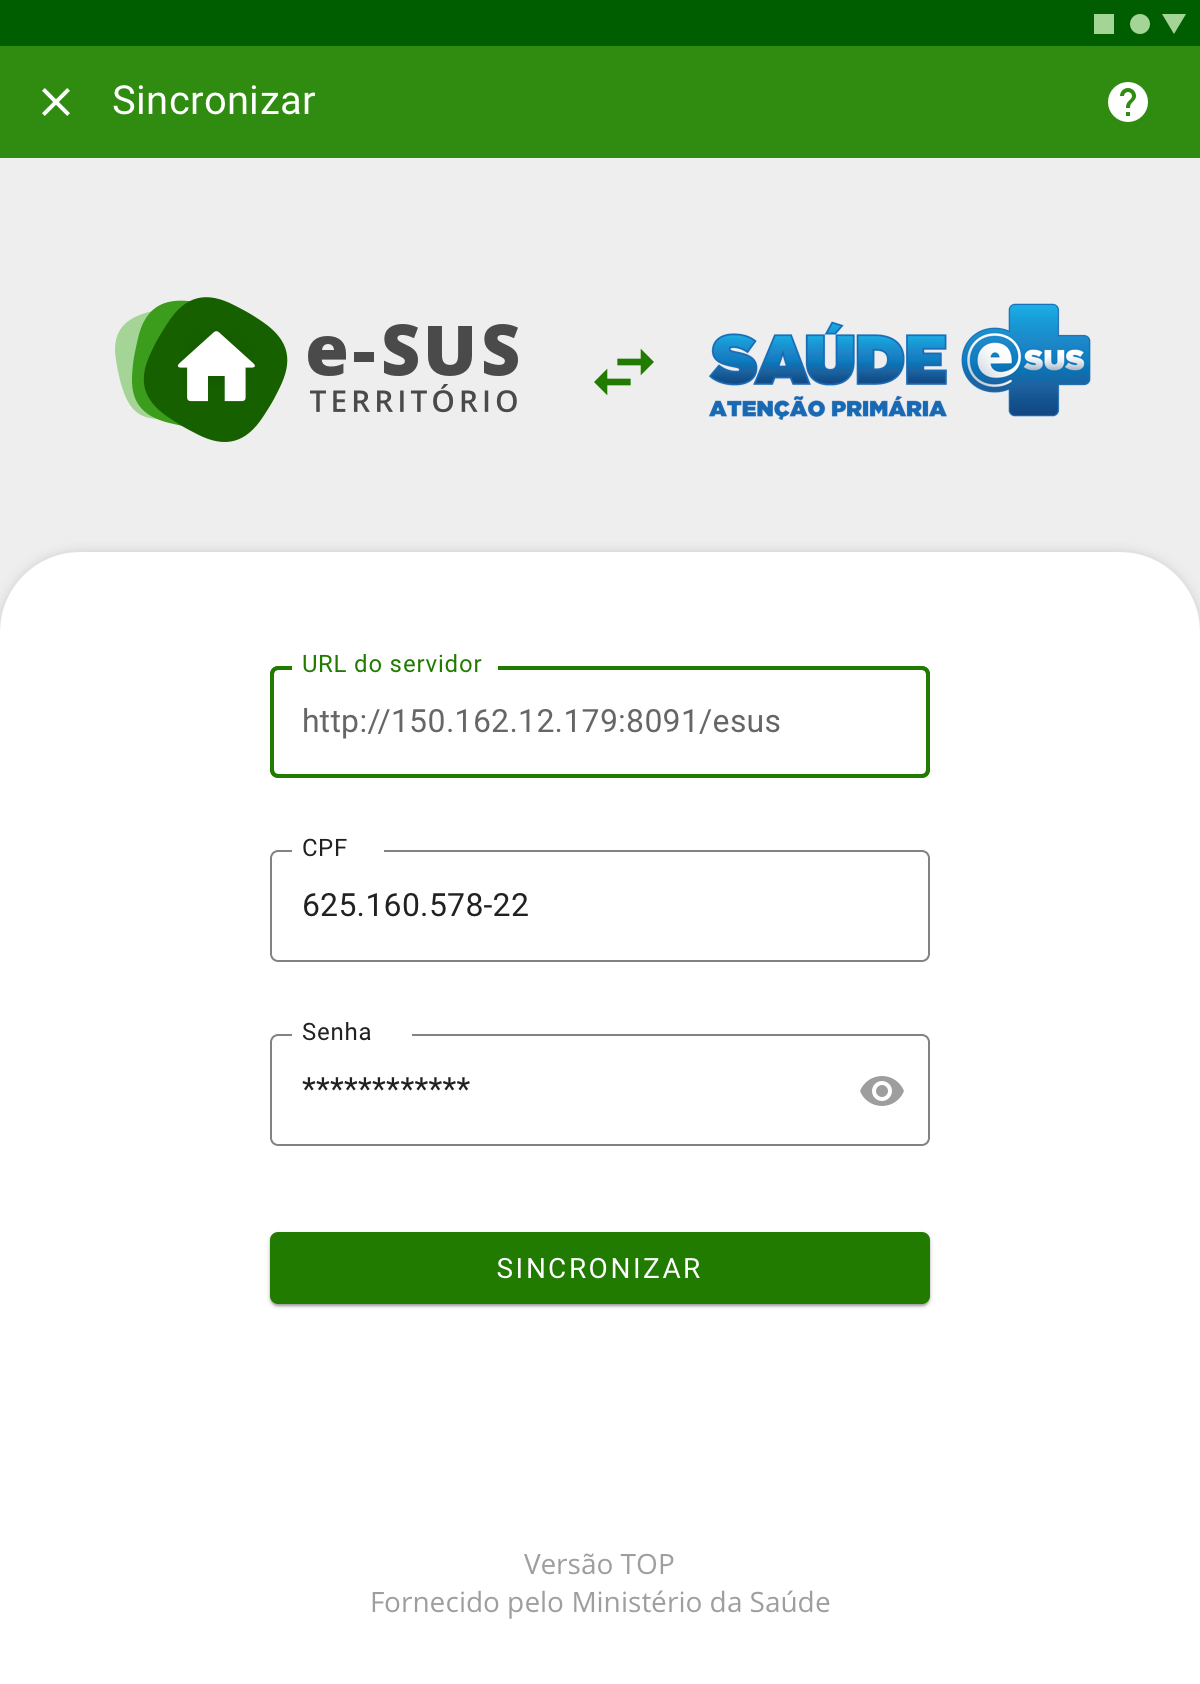 Sincronizar
e-SUS
TERRITÓRIO
SAÚDE
ATENÇÃO PRIMÁRIA
e SUS
URL do servidor
http://150.162.12.179:8091/esus
CPF
625.160.578-22
Senha
************
SINCRONIZAR
Versão TOP
Fornecido pelo Ministério da Saúde